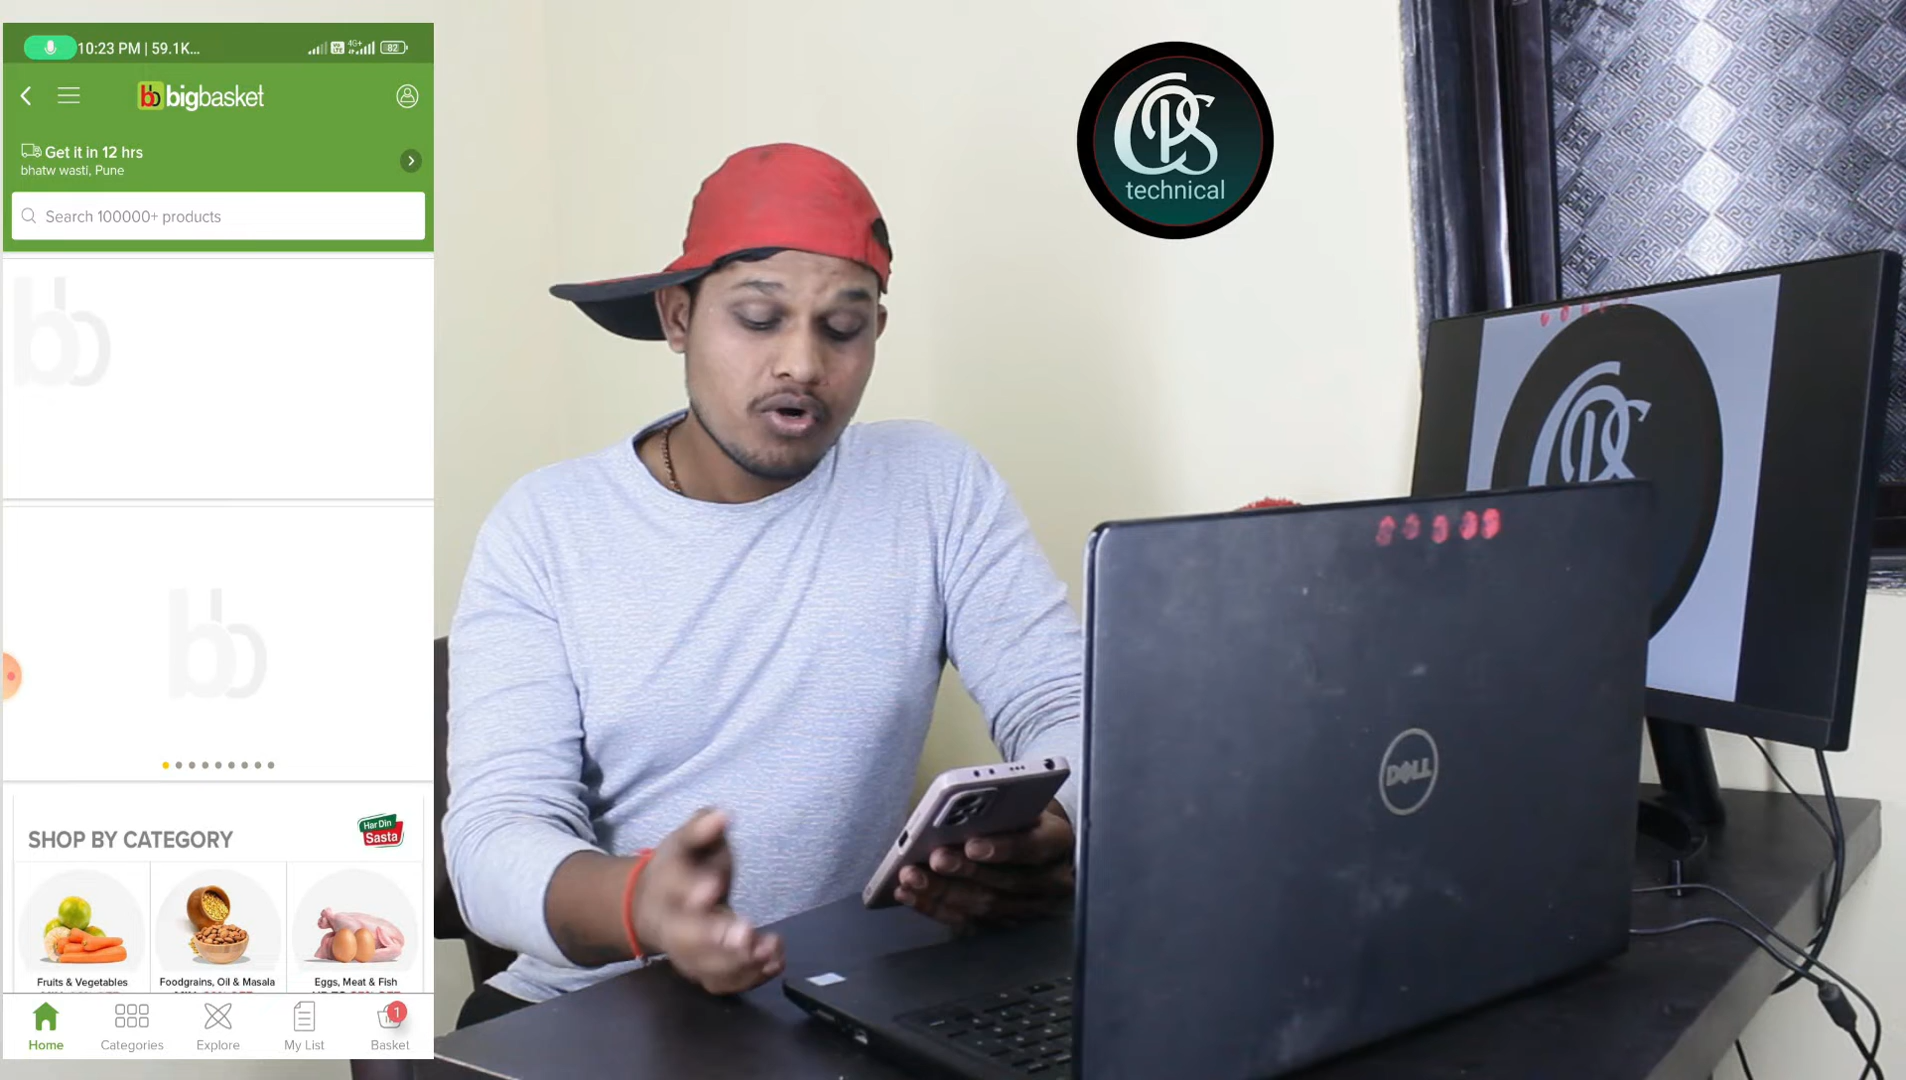 10:23 PM | 59.1K...
4G+
82
bigbasket
Get it in 12 hrs
bhatw wasti, Pune
Search 100000+ products
SHOP BY CATEGORY
Har Din
Sasta
Fruits & Vegetables
Foodgrains, Oil & Masala
Eggs, Meat & Fish
Home
Categories
Explore
My List
1
Basket
technical
DELL